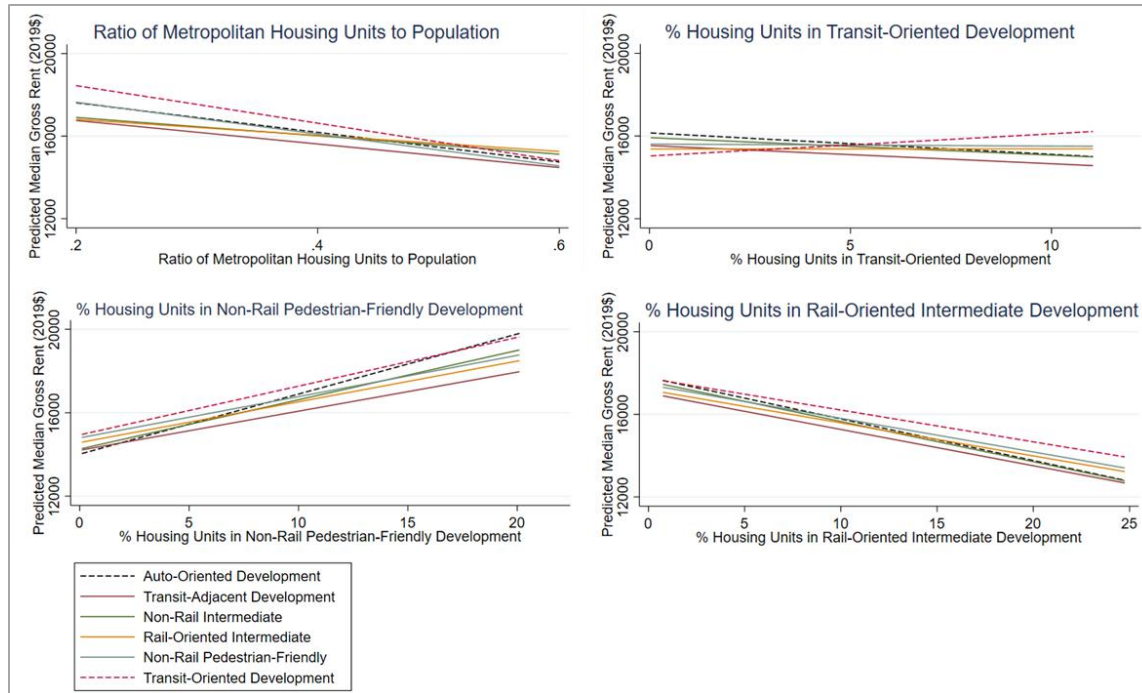 Ratio of Metropolitan Housing Units to Population
Predicted Median Gross Rent (2019$)
20000
16000
12000
.2
.4
.6
Ratio of Metropolitan Housing Units to Population
% Housing Units in Transit-Oriented Development
Predicted Median Gross Rent (2019$)
20000
16000
12000
0
5
10
% Housing Units in Transit-Oriented Development
% Housing Units in Non-Rail Pedestrian-Friendly Development
Predicted Median Gross Rent (2019$)
20000
16000
12000
0
5
10
15
20
% Housing Units in Non-Rail Pedestrian-Friendly Development
% Housing Units in Rail-Oriented Intermediate Development
Predicted Median Gross Rent (2019$)
20000
16000
12000
0
5
10
15
20
25
% Housing Units in Rail-Oriented Intermediate Development
Auto-Oriented Development
Transit-Adjacent Development
Non-Rail Intermediate
Rail-Oriented Intermediate
Non-Rail Pedestrian-Friendly
Transit-Oriented Development